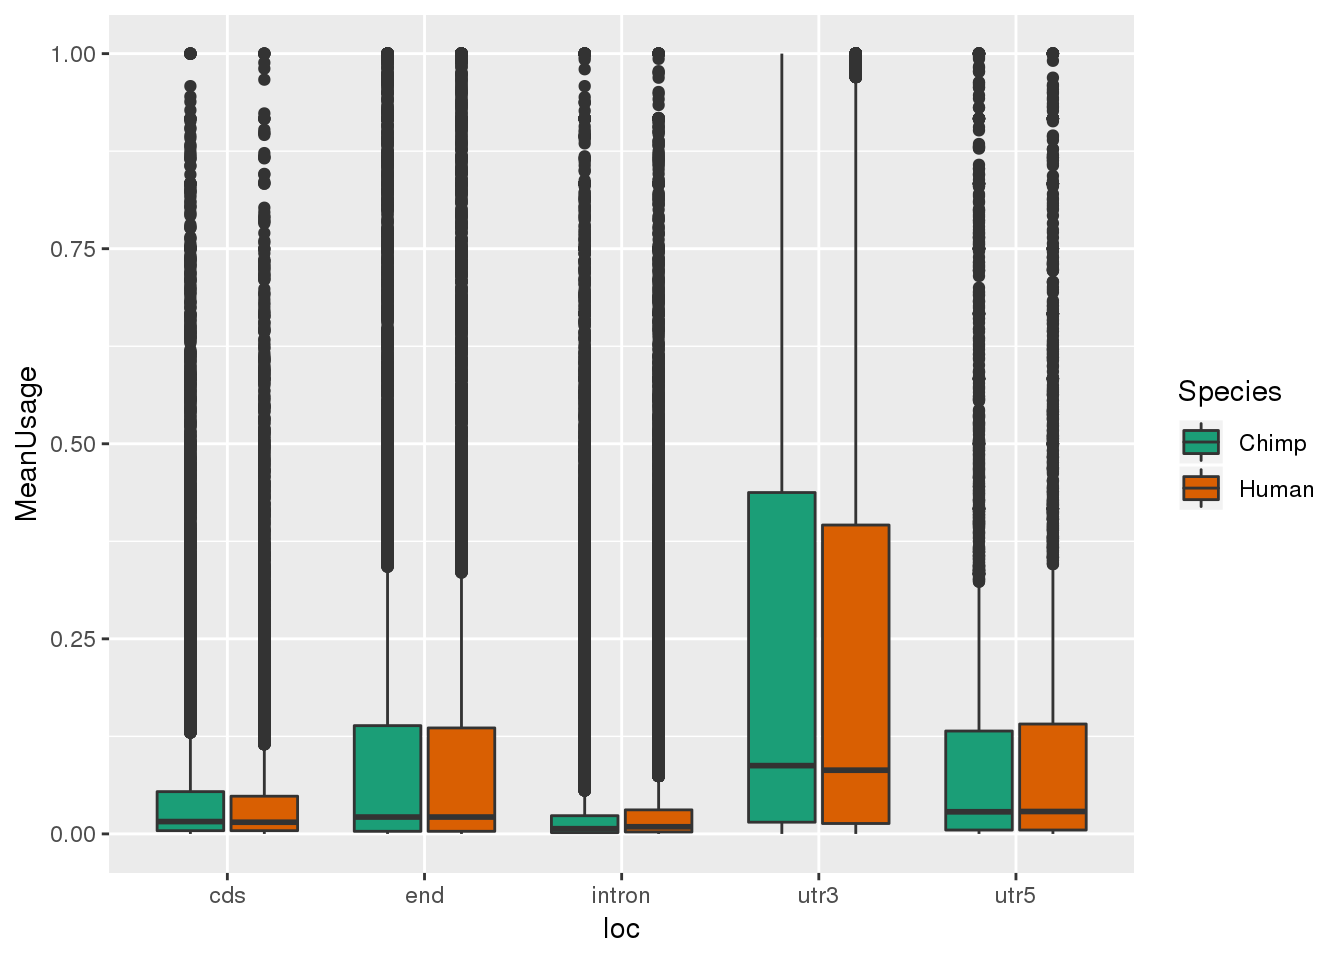 1.00
0.75
0.50
0.25
0.00
MeanUsage
cds
end
intron
utr3
utr5
loc
Species
Chimp
Human